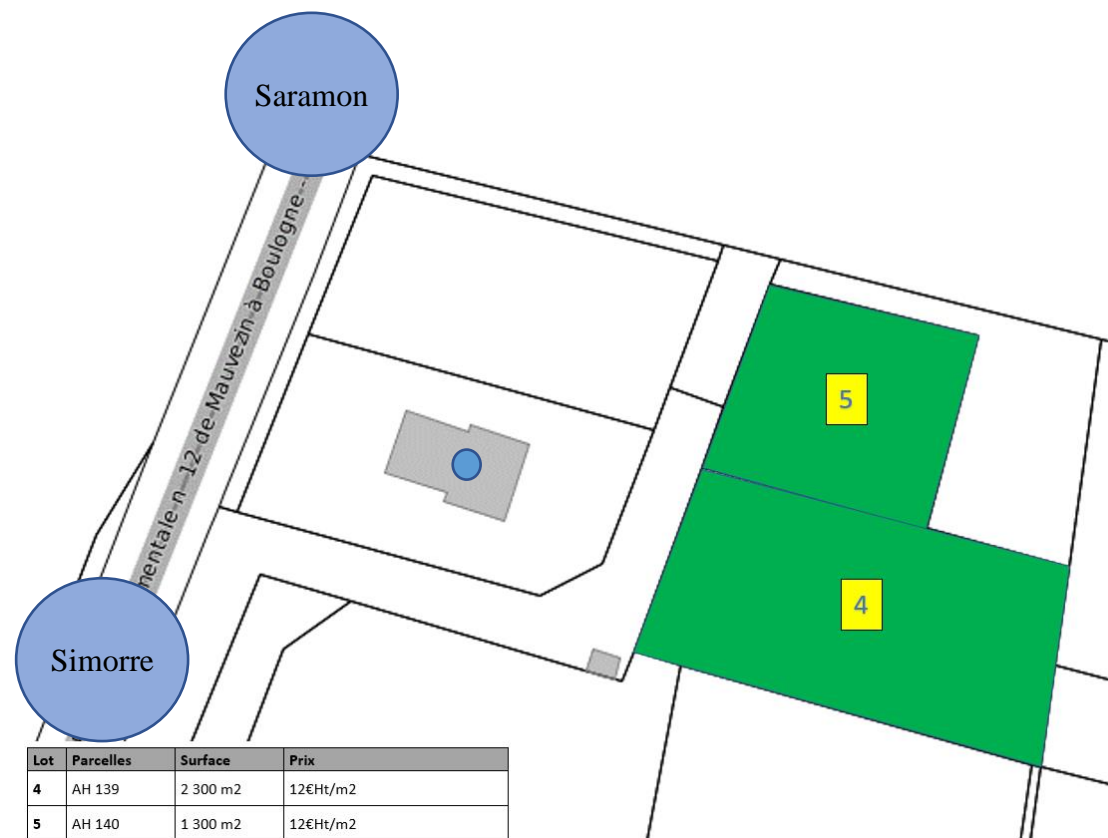 Saramon
mentale-n-12-de-Mauvezin-à-Boulogne-
5
4
Simorre
Lot Parcelles Surface Prix
4 AH 139 2 300 m2 12€Ht/m2
5 AH 140 1 300 m2 12€Ht/m2